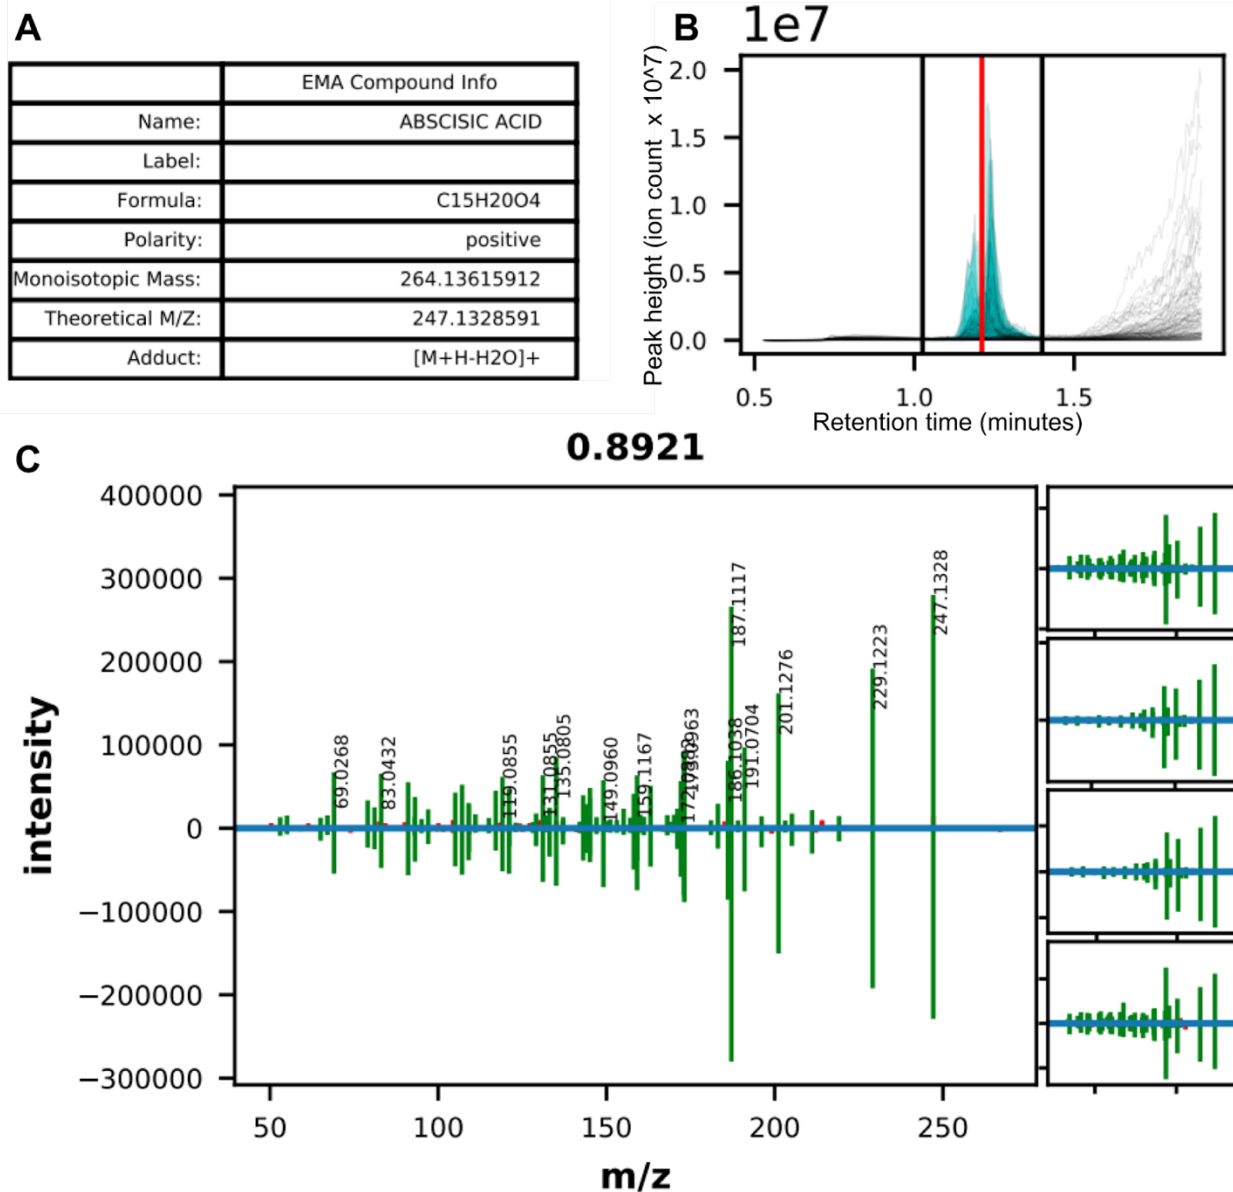 A
EMA Compound Info
Name: ABSCISIC ACID
Label:
Formula: C15H20O4
Polarity: positive
Monoisotopic Mass: 264.13615912
Theoretical M/Z: 247.1328591
Adduct: [M+H-H2O]+
B
1e7
Peak height (ion count x 10^7)
2.0
1.5
1.0
0.5
0.0
0.5 1.0 1.5
Retention time (minutes)
C
0.8921
intensity
400000
300000
200000
100000
0
−100000
−200000
−300000
69.0268
83.0432
119.0855
131.0855
135.0805
149.0960
159.1167
186.1038
187.1117
191.0704
201.1276
229.1223
247.1328
50 100 150 200 250
m/z